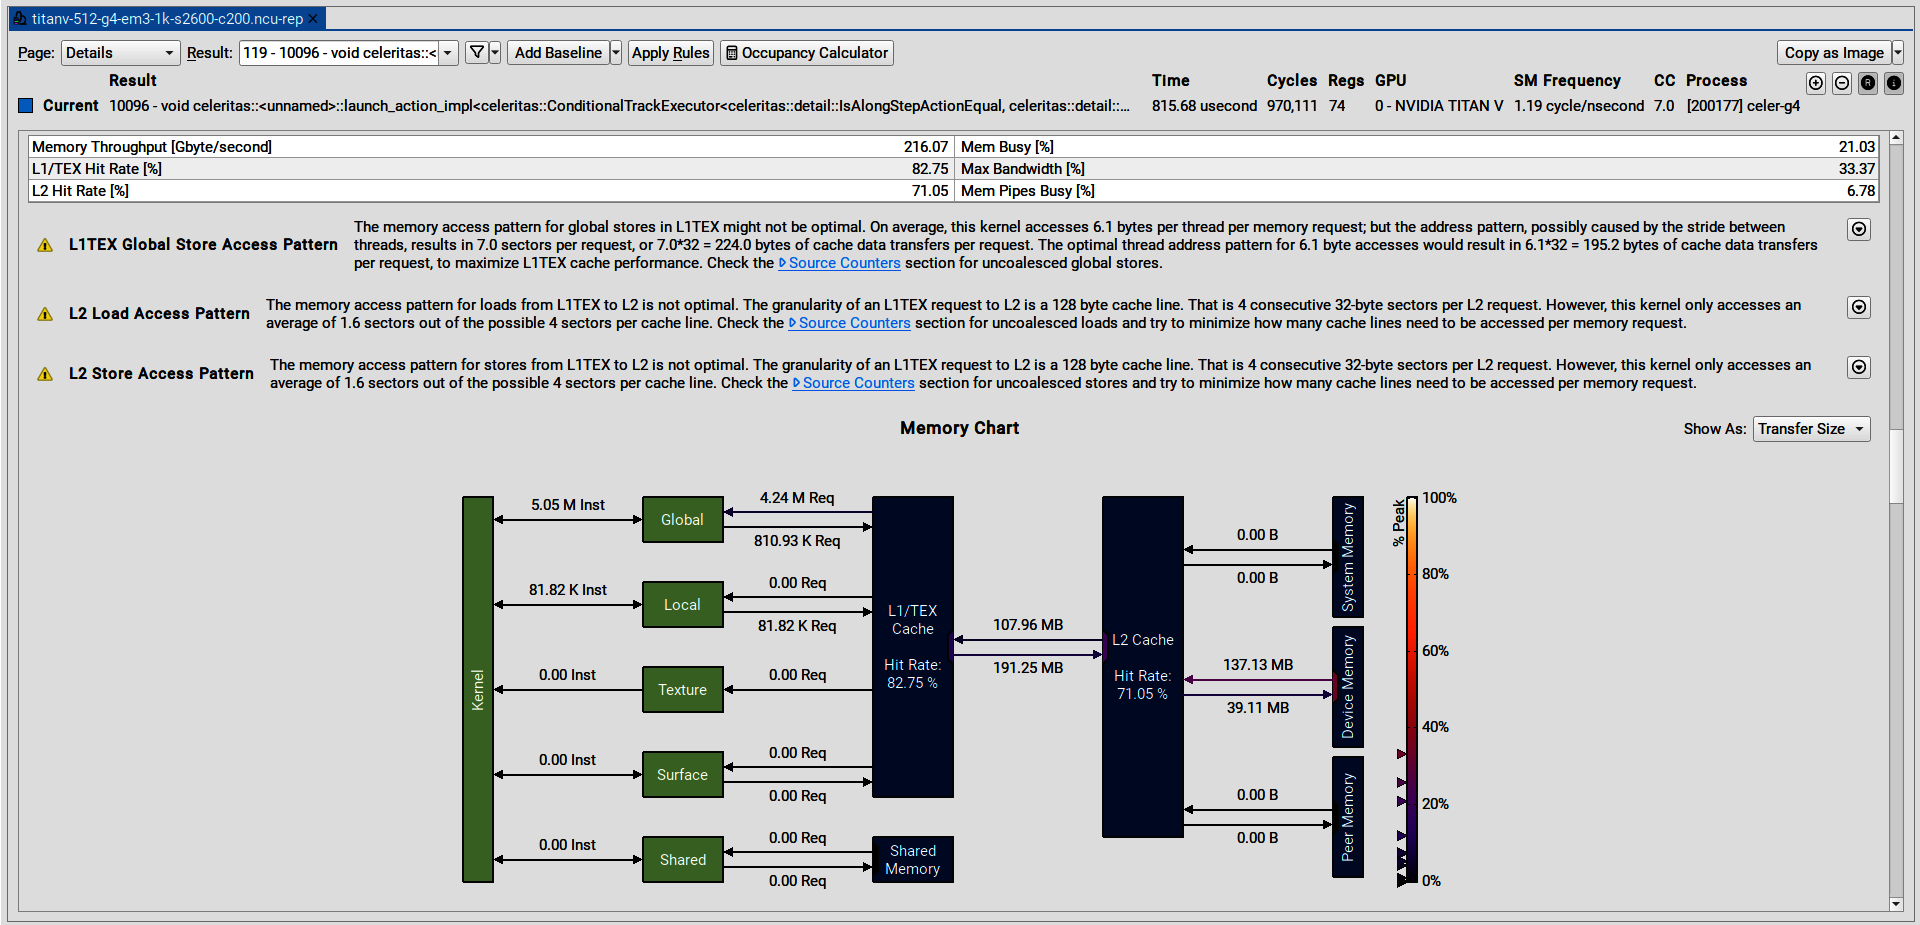 titanv-512-g4-em3-1k-s2600-c200.ncu-rep ×
Page: Details Result: 119 - 10096 - void celeritas::< Add Baseline Apply Rules Occupancy Calculator Copy as Image
Result Time Cycles Regs GPU SM Frequency CC Process
Current 10096 - void celeritas::<unnamed>::launch_action_impl<celeritas::ConditionalTrackExecutor<celeritas::detail::IsAlongStepActionEqual, celeritas::detail::... 815.68 usecond 970,111 74 0 - NVIDIA TITAN V 1.19 cycle/nsecond 7.0 [200177] celer-g4
Memory Throughput [Gbyte/second] 216.07 Mem Busy [%] 21.03
L1/TEX Hit Rate [%] 82.75 Max Bandwidth [%] 33.37
L2 Hit Rate [%] 71.05 Mem Pipes Busy [%] 6.78
L1TEX Global Store Access Pattern
The memory access pattern for global stores in L1TEX might not be optimal. On average, this kernel accesses 6.1 bytes per thread per memory request; but the address pattern, possibly caused by the stride between
threads, results in 7.0 sectors per request, or 7.0*32 = 224.0 bytes of cache data transfers per request. The optimal thread address pattern for 6.1 byte accesses would result in 6.1*32 = 195.2 bytes of cache data transfers
per request, to maximize L1TEX cache performance. Check the Source Counters section for uncoalesced global stores.
L2 Load Access Pattern
The memory access pattern for loads from L1TEX to L2 is not optimal. The granularity of an L1TEX request to L2 is a 128 byte cache line. That is 4 consecutive 32-byte sectors per L2 request. However, this kernel only accesses an
average of 1.6 sectors out of the possible 4 sectors per cache line. Check the Source Counters section for uncoalesced loads and try to minimize how many cache lines need to be accessed per memory request.
L2 Store Access Pattern
The memory access pattern for stores from L1TEX to L2 is not optimal. The granularity of an L1TEX request to L2 is a 128 byte cache line. That is 4 consecutive 32-byte sectors per L2 request. However, this kernel only accesses an
average of 1.6 sectors out of the possible 4 sectors per cache line. Check the Source Counters section for uncoalesced stores and try to minimize how many cache lines need to be accessed per memory request.
Memory Chart
Show As: Transfer Size
Kernel
5.05 M Inst
Global
4.24 M Req
810.93 K Req
81.82 K Inst
Local
0.00 Req
81.82 K Req
0.00 Inst
Texture
0.00 Req
0.00 Inst
Surface
0.00 Req
0.00 Req
0.00 Inst
Shared
0.00 Req
0.00 Req
L1/TEX
Cache
Hit Rate:
82.75 %
Shared
Memory
107.96 MB
191.25 MB
L2 Cache
Hit Rate:
71.05 %
0.00 B
0.00 B
System Memory
137.13 MB
39.11 MB
Device Memory
0.00 B
0.00 B
Peer Memory
% Peak
100%
80%
60%
40%
20%
0%